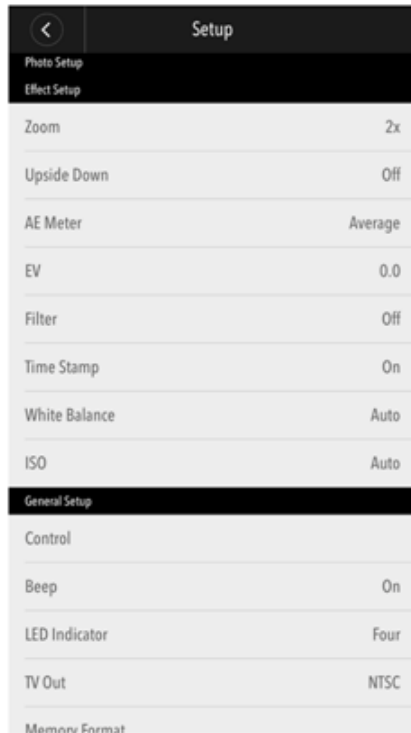 Setup
Photo Setup
Effect Setup
Zoom 2x
Upside Down Off
AE Meter Average
EV 0.0
Filter Off
Time Stamp On
White Balance Auto
ISO Auto
General Setup
Control
Beep On
LED Indicator Four
TV Out NTSC
Memory Format